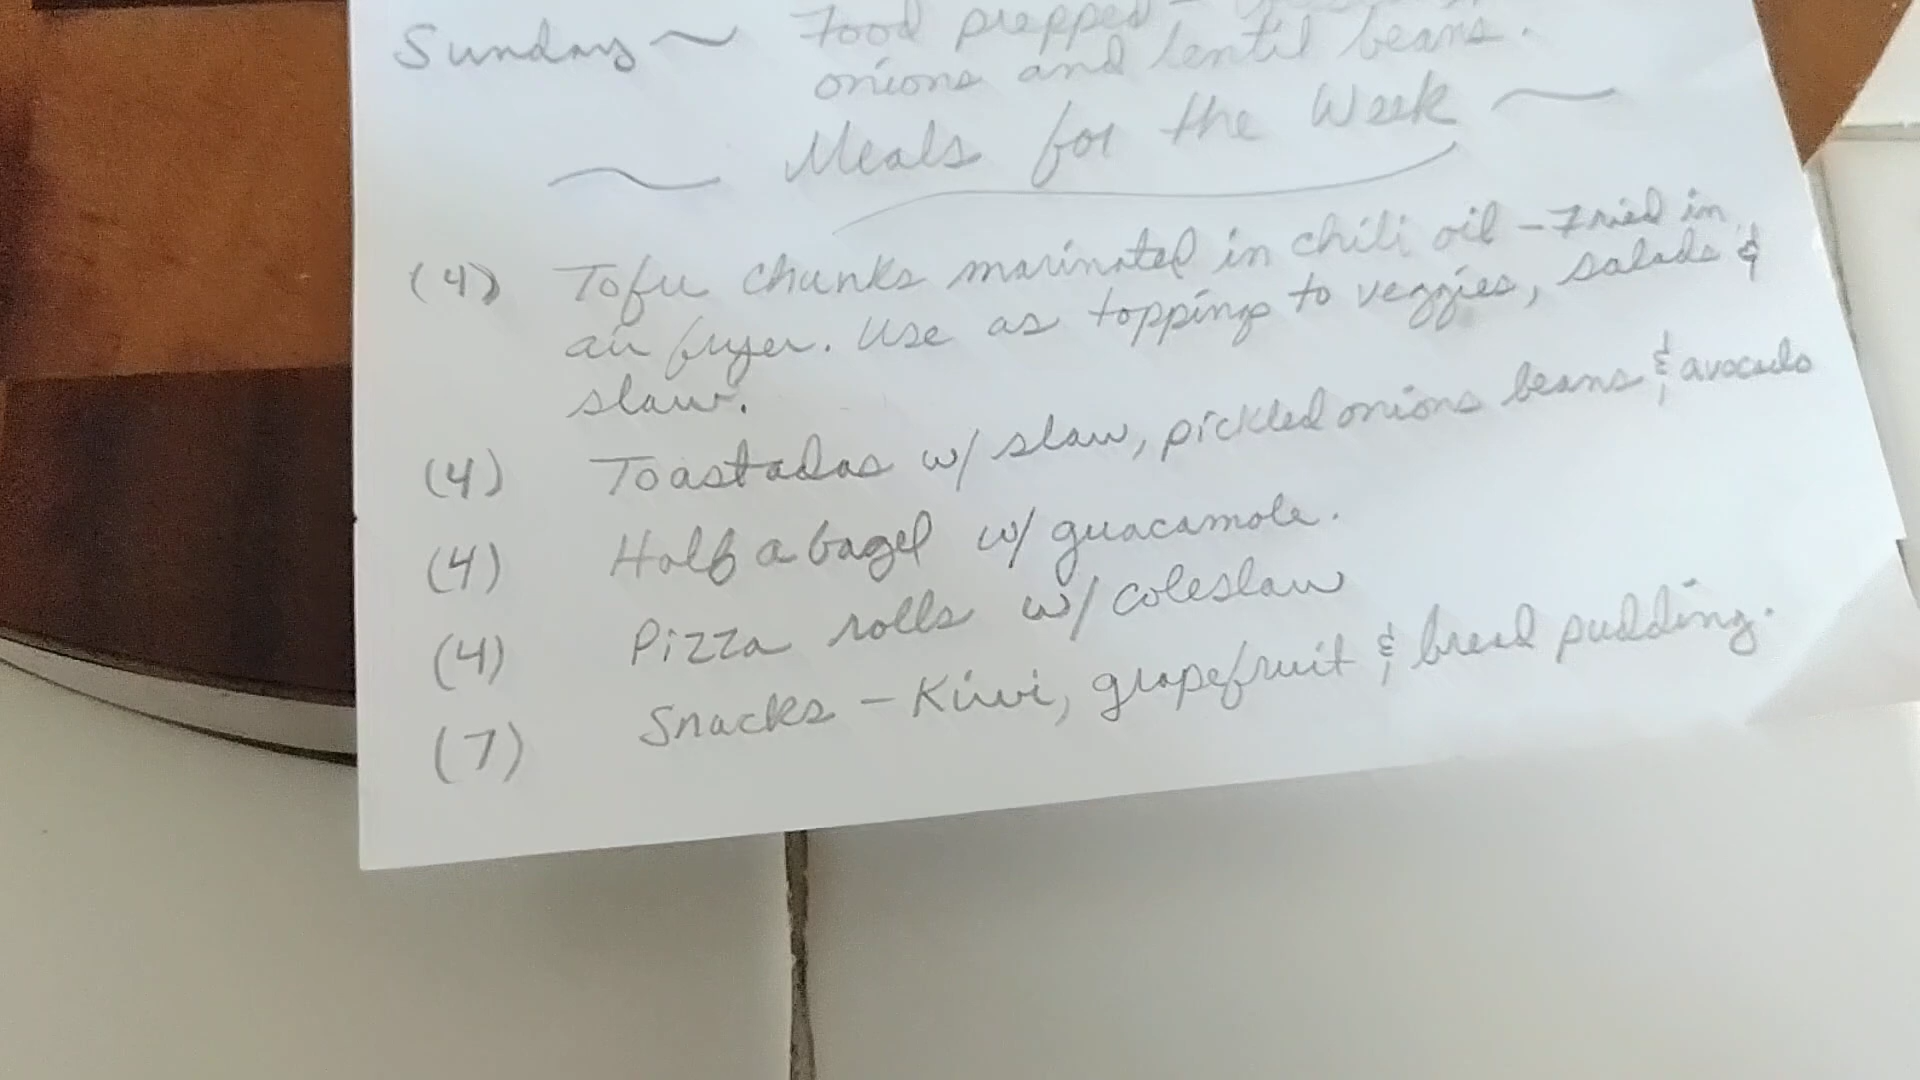 Sunday ~ Food prepped -
onions and lentil beans.
~ Meals for the Week ~
(4) Tofu chunks marinated in chili oil - Fried in
air fryer. Use as toppings to veggies, salads &
slaw.
(4) Toastadas w/ slaw, pickled onions beans & avocado
(4) Half a bagel w/ guacamole.
(4) Pizza rolls w/ coleslaw
(7) Snacks - Kiwi, grapefruit & bread pudding.